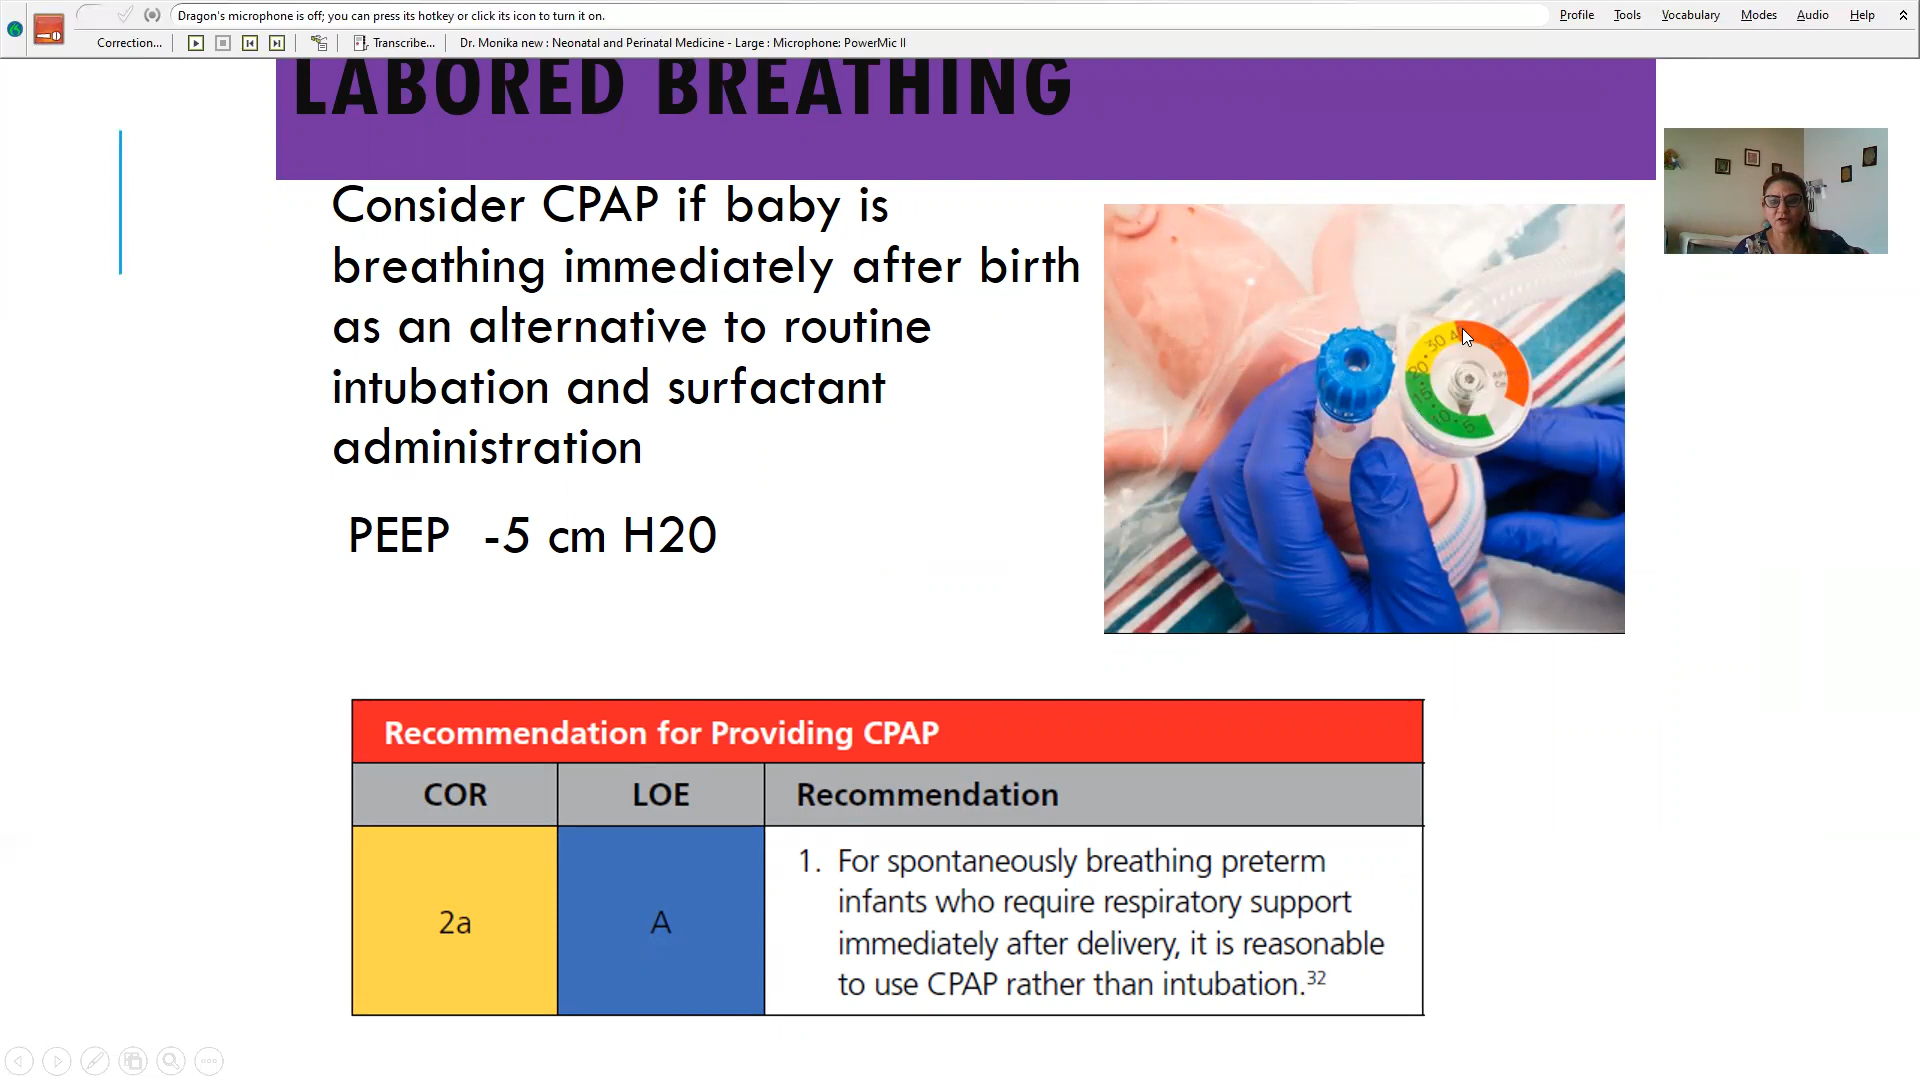 Dragon's microphone is off; you can press its hotkey or click its icon to turn it on.
Profile Tools Vocabulary Modes Audio Help
Correction... Transcribe... Dr. Monika new : Neonatal and Perinatal Medicine - Large : Microphone: PowerMic II
LABORED BREATHING
Consider CPAP if baby is
breathing immediately after birth
as an alternative to routine
intubation and surfactant
administration
PEEP -5 cm H20
30
15
10
5
Recommendation for Providing CPAP
COR LOE Recommendation
2a A
1. For spontaneously breathing preterm
infants who require respiratory support
immediately after delivery, it is reasonable
to use CPAP rather than intubation.32